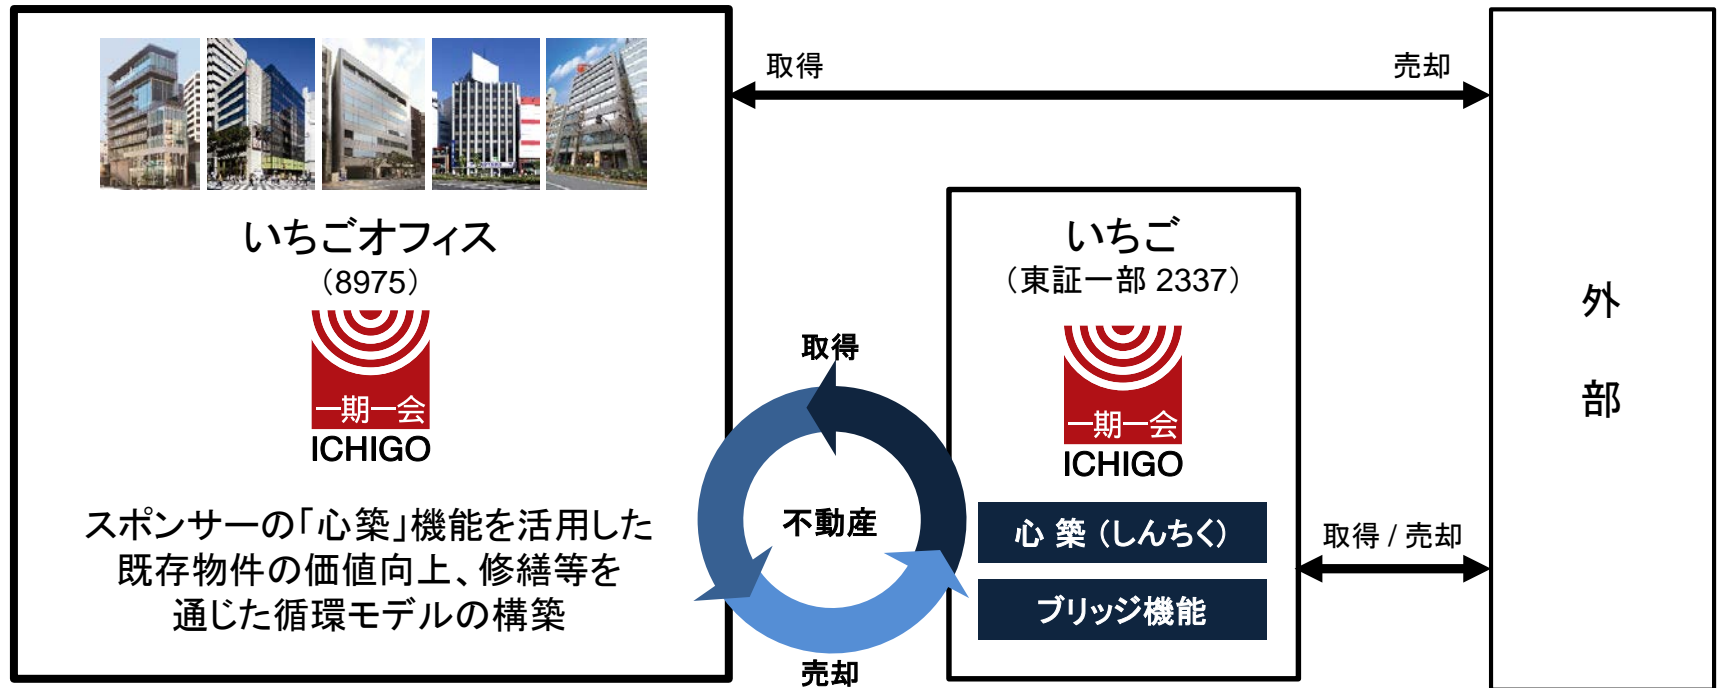 取得
売却
いちごオフィス
（8975）
一期一会
ICHIGO
スポンサーの「心築」機能を活用した
既存物件の価値向上、修繕等を
通じた循環モデルの構築
取得
不動産
売却
いちご
（東証一部 2337）
一期一会
ICHIGO
心 築（しんちく）
ブリッジ機能
取得 / 売却
外
部